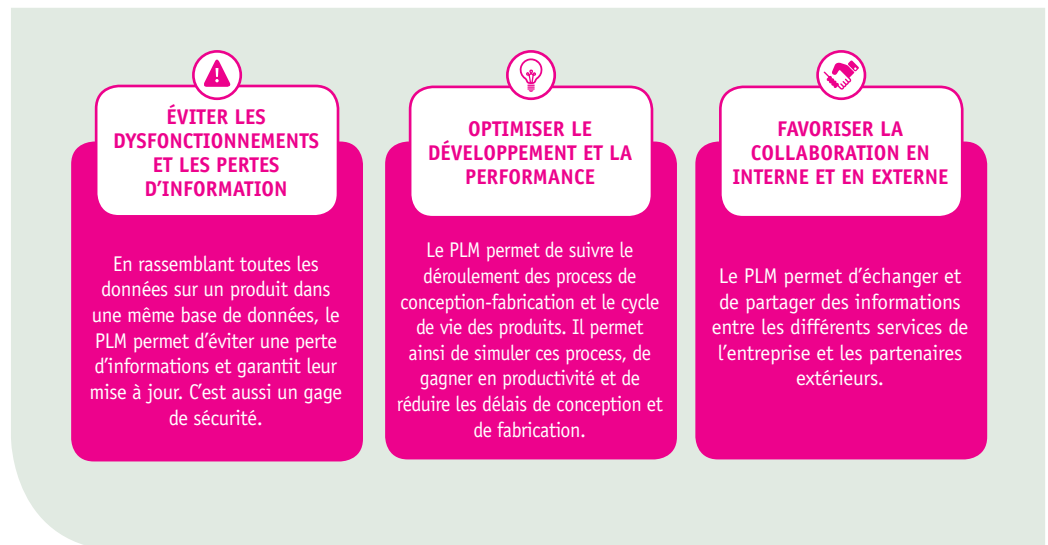 ÉVITER LES
DYSFONCTIONNEMENTS
ET LES PERTES
D’INFORMATION
En rassemblant toutes les
données sur un produit dans
une même base de données, le
PLM permet d’éviter une perte
d’informations et garantit leur
mise à jour. C’est aussi un gage
de sécurité.
OPTIMISER LE
DÉVELOPPEMENT ET LA
PERFORMANCE
Le PLM permet de suivre le
déroulement des process de
conception-fabrication et le cycle
de vie des produits. Il permet
ainsi de simuler ces process, de
gagner en productivité et de
réduire les délais de conception et
de fabrication.
FAVORISER LA
COLLABORATION EN
INTERNE ET EN EXTERNE
Le PLM permet d’échanger et
de partager des informations
entre les différents services de
l’entreprise et les partenaires
extérieurs.